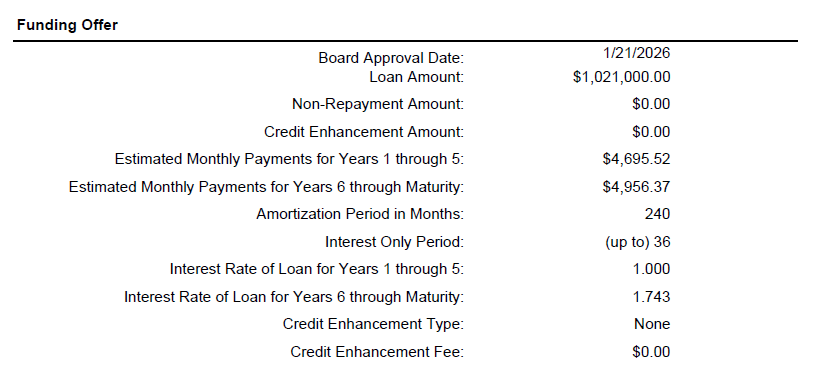 Funding Offer
Board Approval Date: 1/21/2026
Loan Amount: $1,021,000.00
Non-Repayment Amount: $0.00
Credit Enhancement Amount: $0.00
Estimated Monthly Payments for Years 1 through 5: $4,695.52
Estimated Monthly Payments for Years 6 through Maturity: $4,956.37
Amortization Period in Months: 240
Interest Only Period: (up to) 36
Interest Rate of Loan for Years 1 through 5: 1.000
Interest Rate of Loan for Years 6 through Maturity: 1.743
Credit Enhancement Type: None
Credit Enhancement Fee: $0.00